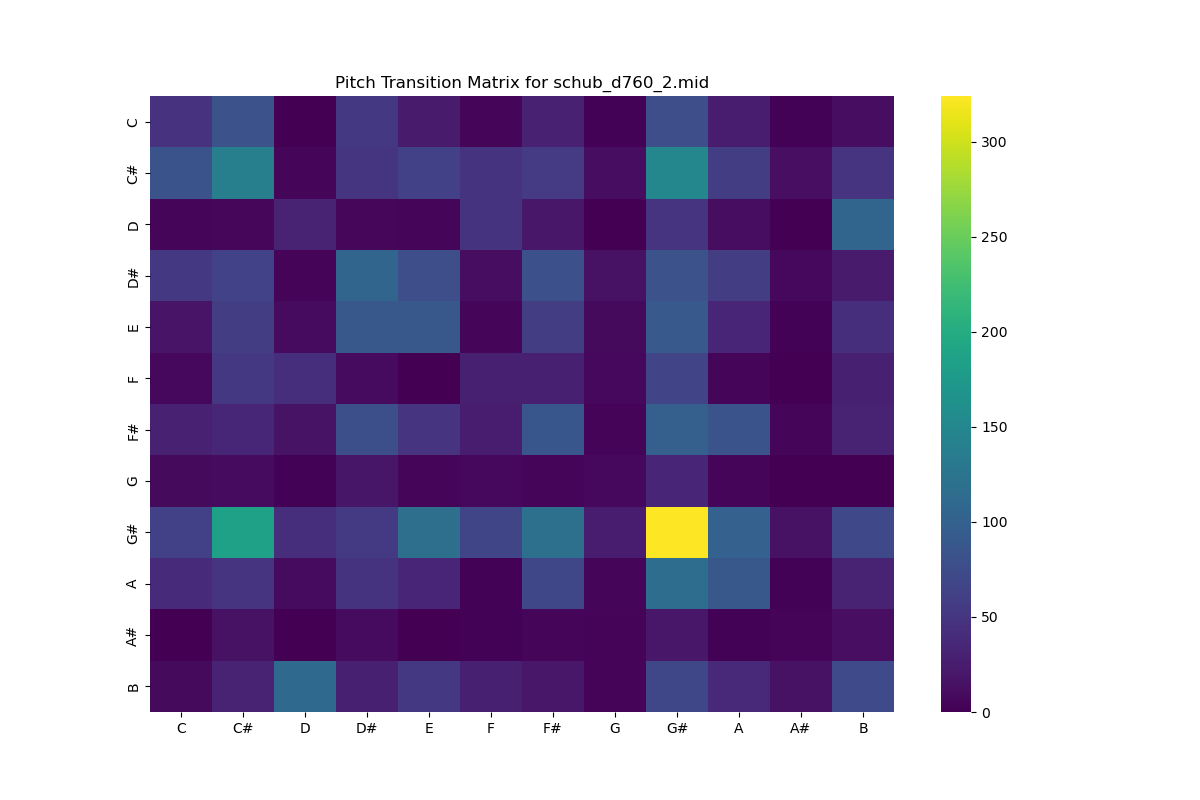 Pitch Transition Matrix for schub_d760_2.mid
C
C#
D
D#
E
F
F#
G
G#
A
A#
B
C C# D D# E F F# G G# A A# B
300
250
200
150
100
50
0